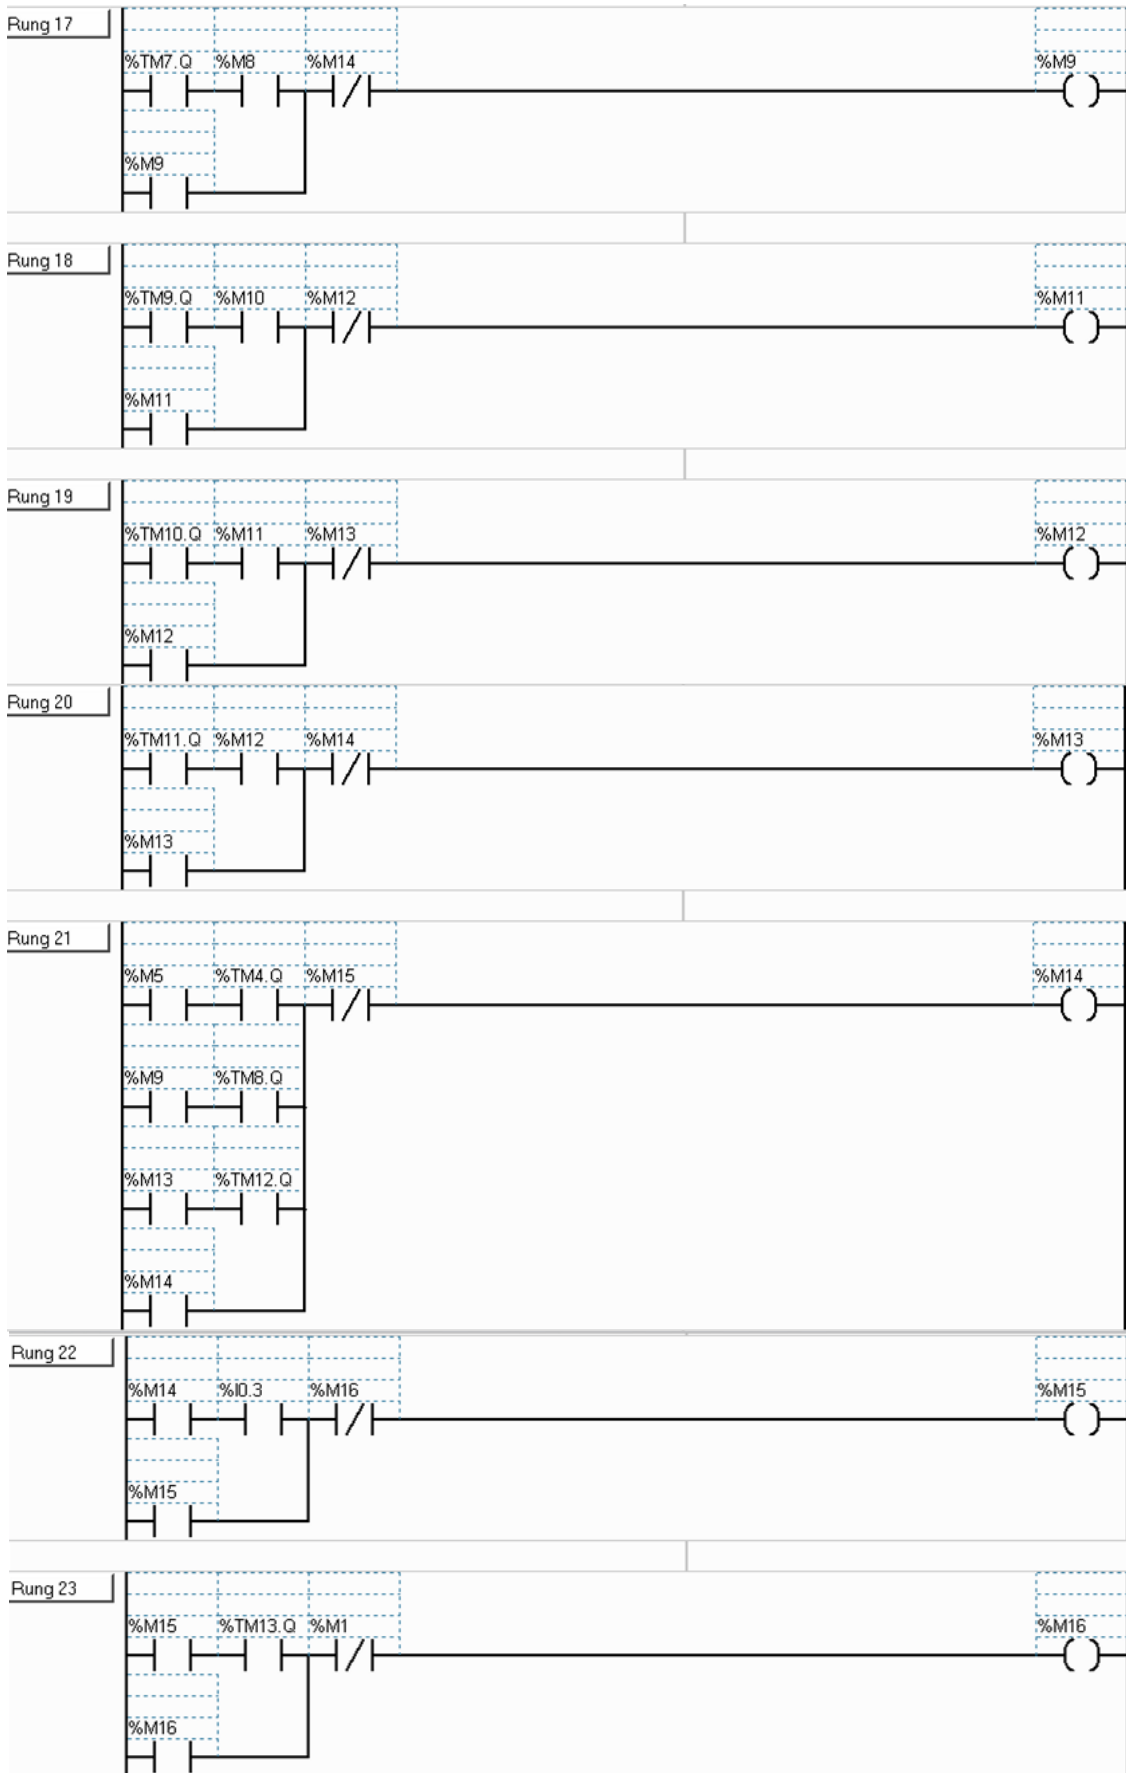 Rung 17
%TM7.Q %M8 %M14 %M9
%M9
Rung 18
%TM9.Q %M10 %M12 %M11
%M11
Rung 19
%TM10.Q %M11 %M13 %M12
%M12
Rung 20
%TM11.Q %M12 %M14 %M13
%M13
Rung 21
%M5 %TM4.Q %M15 %M14
%M9 %TM8.Q
%M13 %TM12.Q
%M14
Rung 22
%M14 %I0.3 %M16 %M15
%M15
Rung 23
%M15 %TM13.Q %M1 %M16
%M16